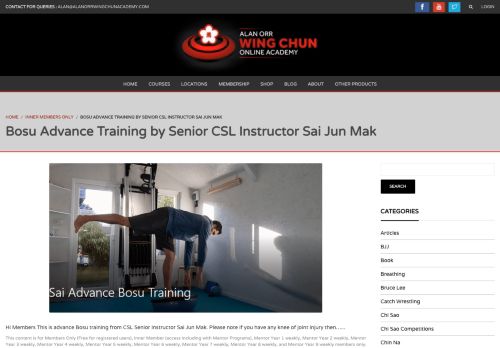 CONTACT FOR QUERIES : ALAN@ALANORRWINGCHUNACADEMY.COM
LOGIN
ALAN ORR
WING CHUN
ONLINE ACADEMY
HOME COURSES LOCATIONS MEMBERSHIP SHOP BLOG ABOUT OTHER PRODUCTS
HOME / INNER MEMBERS ONLY / BOSU ADVANCE TRAINING BY SENIOR CSL INSTRUCTOR SAI JUN MAK
Bosu Advance Training by Senior CSL Instructor Sai Jun Mak
SEARCH
CATEGORIES
Articles
BJJ
Book
Breathing
Bruce Lee
Catch Wrestling
Chi Sao
Chi Sao Competitions
Chin Na
Sai Advance Bosu Training
Hi Members This is advance Bosu training from CSL Senior Instructor Sai Jun Mak. Please note if you have any knee of joint injury then......
This content is for Members Only (Free for registered users), Inner Member (access including with Mentor Programs), Mentor Year 1 weekly, Mentor Year 2 weekly, Mentor
Year 3 weekly, Mentor Year 4 weekly, Mentor Year 5 weekly, Mentor Year 6 weekly, Mentor Year 7 weekly, Mentor Year 8 weekly, and Mentor Year 9 weekly members only.